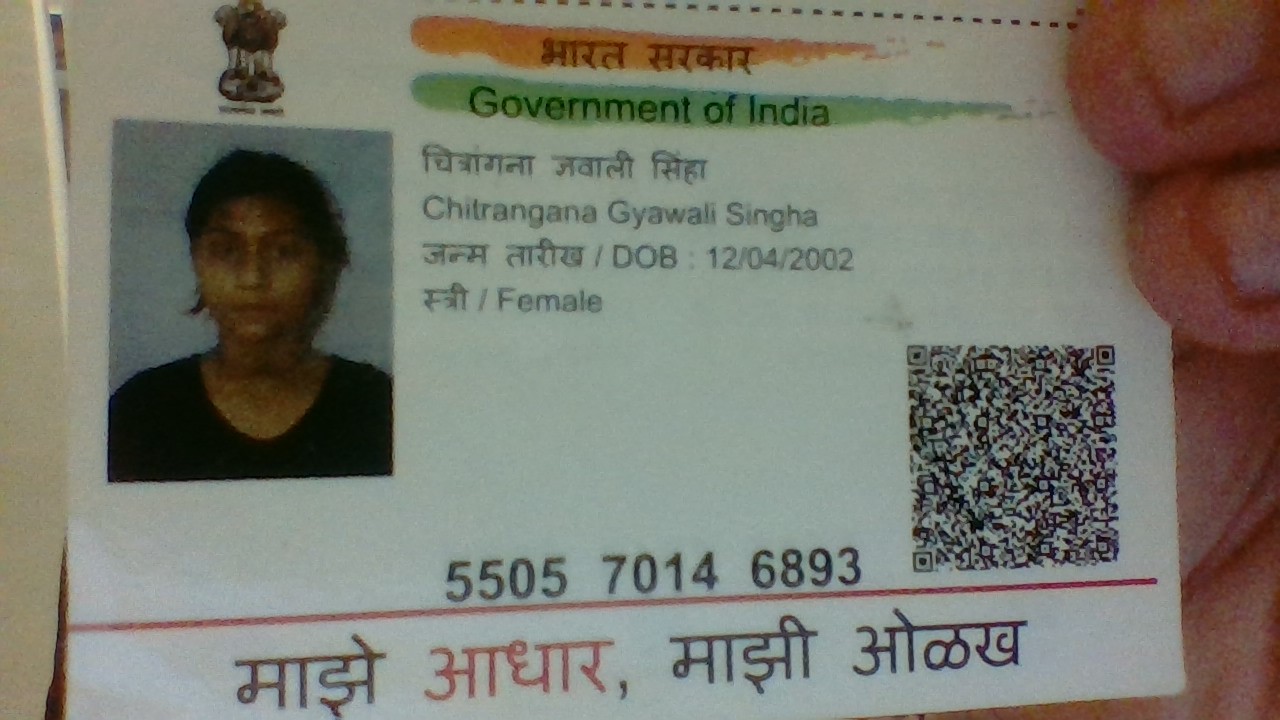 भारत सरकार
Government of India
चित्रांगना ज्ञवाली सिंहा
Chitrangana Gyawali Singha
जन्म तारीख / DOB : 12/04/2002
स्त्री / Female
5505 7014 6893
माझे आधार, माझी ओळख